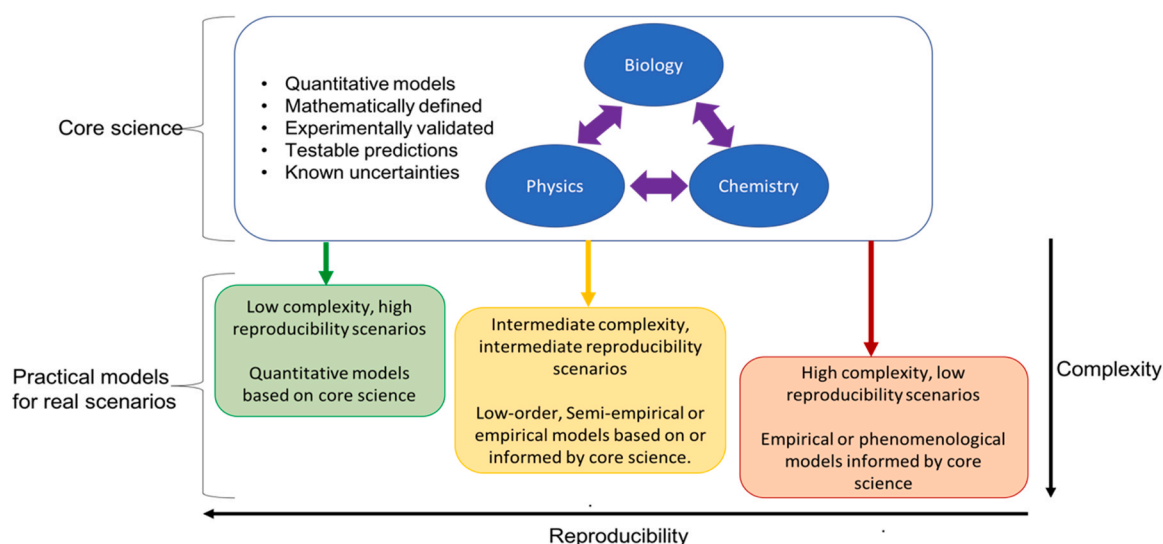 Core science
• Quantitative models
• Mathematically defined
• Experimentally validated
• Testable predictions
• Known uncertainties
Biology
Physics
Chemistry
Practical models
for real scenarios
Low complexity, high
reproducibility scenarios
Quantitative models
based on core science
Intermediate complexity,
intermediate reproducibility
scenarios
Low-order, Semi-empirical or
empirical models based on or
informed by core science.
High complexity, low
reproducibility scenarios
Empirical or phenomenological
models informed by core
science
Complexity
Reproducibility